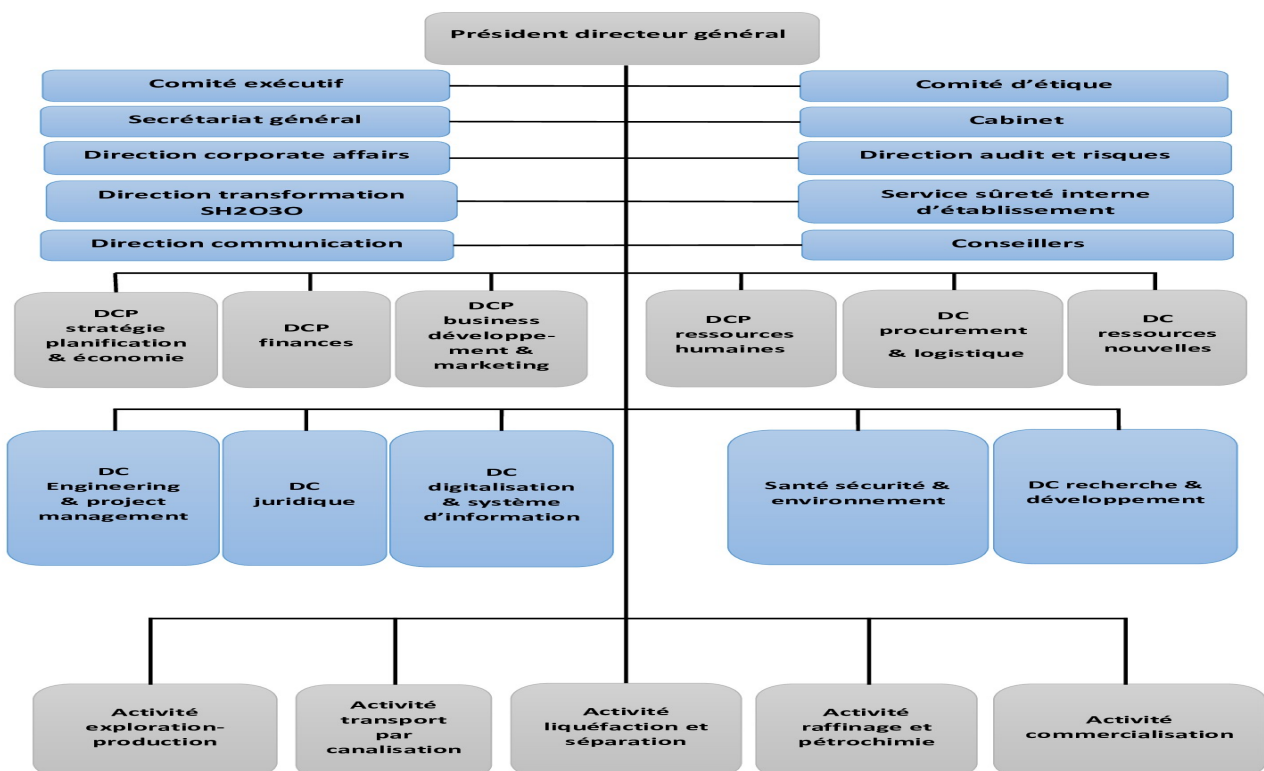 Président directeur général
Comité exécutif
Comité d'étique
Secrétariat général
Cabinet
Direction corporate affairs
Direction audit et risques
Direction transformation
SH2O3O
Service sûreté interne
d'établissement
Direction communication
Conseillers
DCP
stratégie
planification
& économie
DCP
finances
DCP
business
développe-
ment &
marketing
DCP
ressources
humaines
DC
procurement
& logistique
DC
ressources
nouvelles
DC
Engineering
& project
management
DC
juridique
DC
digitalisation
& système
d'information
Santé sécurité &
environnement
DC recherche &
développement
Activité
exploration-
production
Activité
transport
par
canalisation
Activité
liquéfaction et
séparation
Activité
raffinage et
pétrochimie
Activité
commercialisation